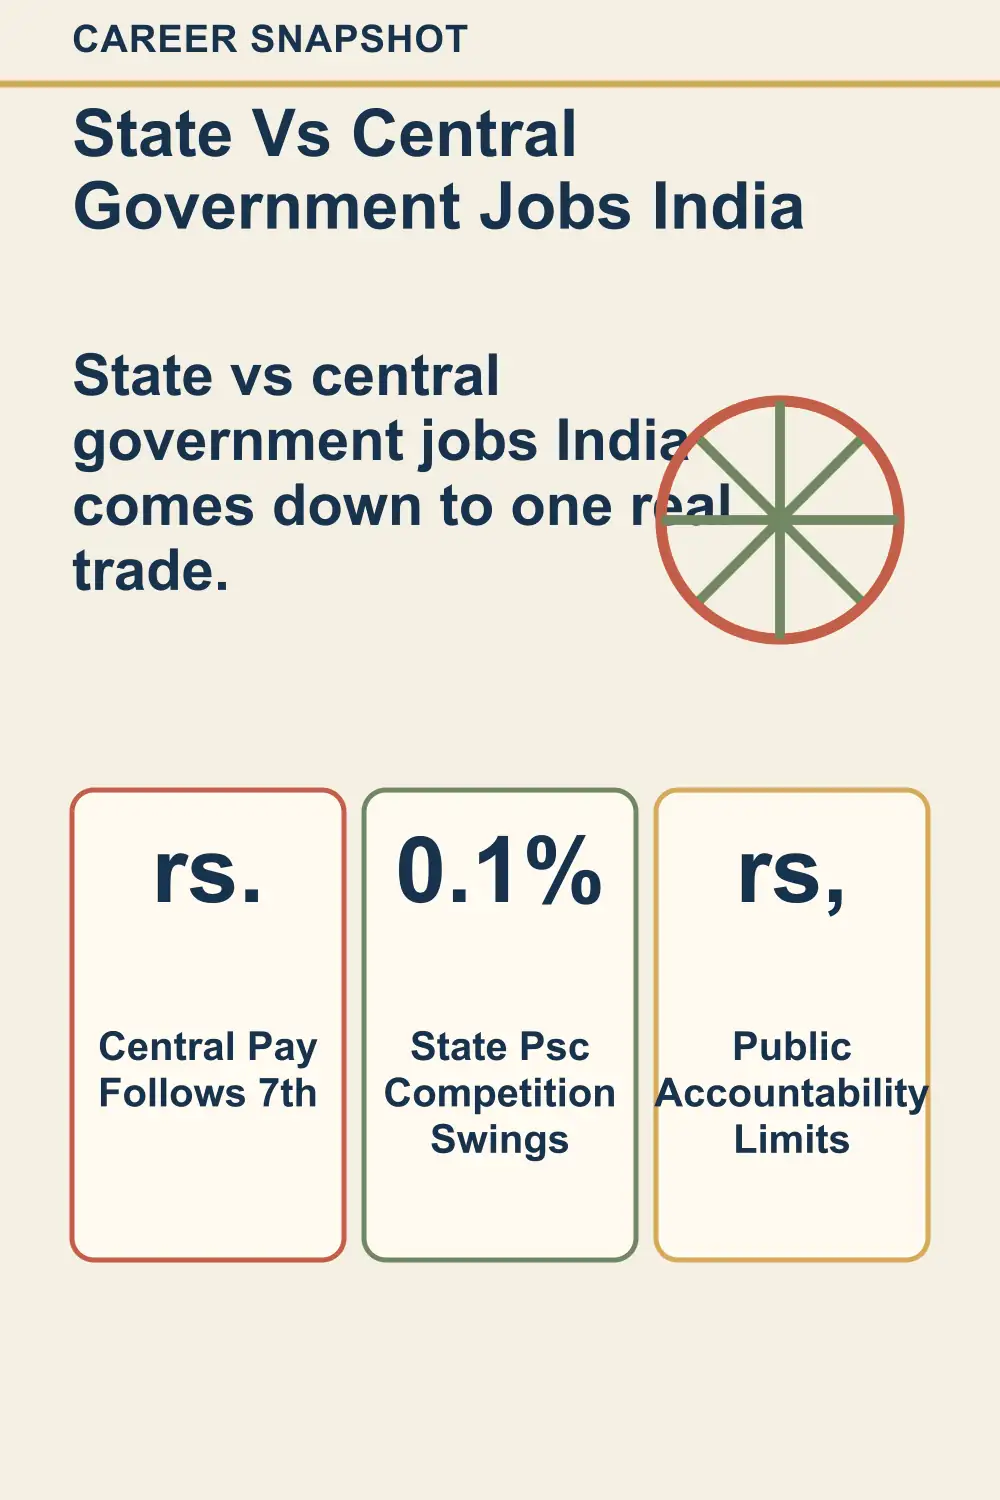 CAREER SNAPSHOT
State Vs Central
Government Jobs India
State vs central
government jobs India
comes down to one real
trade.
rs.
Central Pay
Follows 7th
0.1%
State Psc
Competition
Swings
rs,
Public
Accountability
Limits